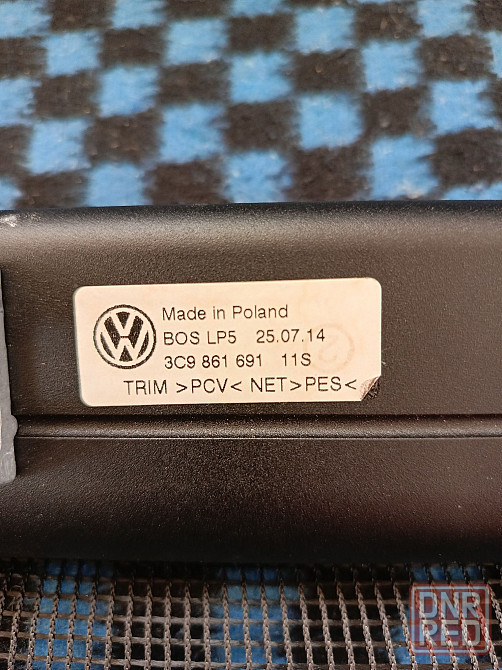 Made in Poland
BOS LP5 25.07.14
3C9 861 691 11S
TRIM >PCV< NET >PES<
DNR
RED